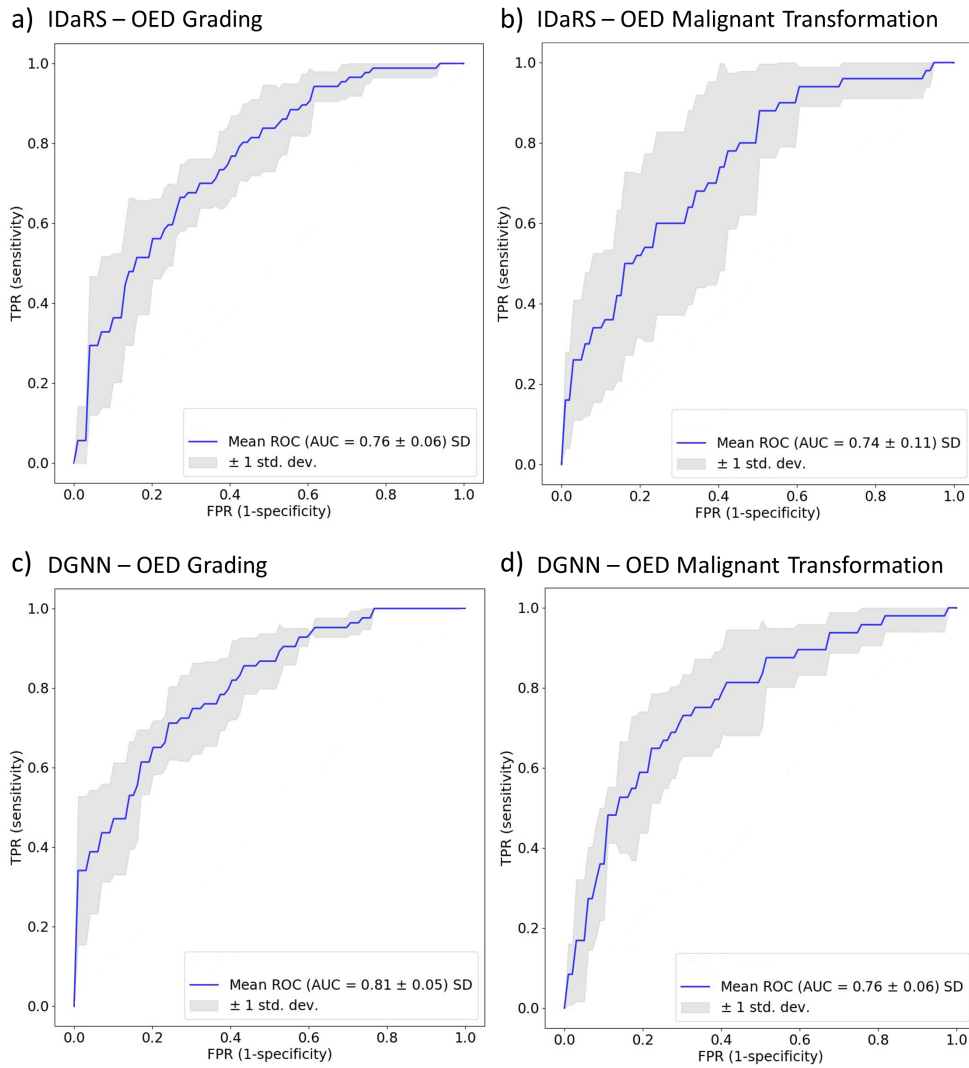 a) IDaRS – OED Grading
1.0
0.8
0.6
0.4
0.2
0.0
TPR (sensitivity)
Mean ROC (AUC = 0.76 ± 0.06) SD
± 1 std. dev.
0.0 0.2 0.4 0.6 0.8 1.0
FPR (1-specificity)
b) IDaRS – OED Malignant Transformation
1.0
0.8
0.6
0.4
0.2
0.0
TPR (sensitivity)
Mean ROC (AUC = 0.74 ± 0.11) SD
± 1 std. dev.
0.0 0.2 0.4 0.6 0.8 1.0
FPR (1-specificity)
c) DGNN – OED Grading
1.0
0.8
0.6
0.4
0.2
0.0
TPR (sensitivity)
Mean ROC (AUC = 0.81 ± 0.05) SD
± 1 std. dev.
0.0 0.2 0.4 0.6 0.8 1.0
FPR (1-specificity)
d) DGNN – OED Malignant Transformation
1.0
0.8
0.6
0.4
0.2
0.0
TPR (sensitivity)
Mean ROC (AUC = 0.76 ± 0.06) SD
± 1 std. dev.
0.0 0.2 0.4 0.6 0.8 1.0
FPR (1-specificity)